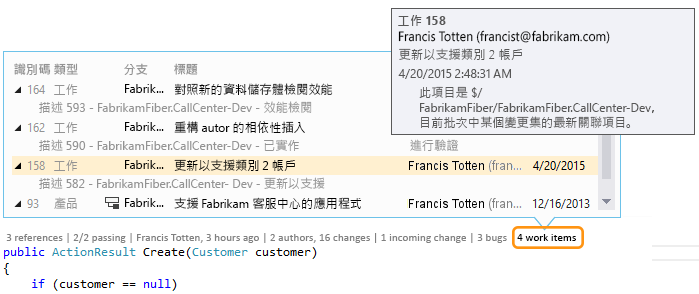 工作 158
Francis Totten (francist@fabrikam.com)
更新以支援類別 2 帳戶
4/20/2015 2:48:31 AM
此項目是 $/
FabrikamFiber/FabrikamFiber.CallCenter-Dev,
目前批次中某個變更集的最新關聯項目。
識別碼 類型 分支 標題
164 工作 Fabrik... 對照新的資料儲存體檢閱效能
描述 593 - FabrikamFiber.CallCenter-Dev - 效能檢閱
162 工作 Fabrik... 重構 autor 的相依性插入
描述 590 - FabrikamFiber.CallCenter-Dev - 已實作 進行驗證
158 工作 Fabrik... 更新以支援類別 2 帳戶 Francis Totten (fran... 4/20/2015
描述 582 - FabrikamFiber.CallCenter- Dev - 更新以支援
93 產品 Fabrik... 支援 Fabrikam 客服中心的應用程式 Francis Totten (fran... 12/16/2013
3 references | 2/2 passing | Francis Totten, 3 hours ago | 2 authors, 16 changes | 1 incoming change | 3 bugs | 4 work items
public ActionResult Create(Customer customer)
{
if (customer == null)